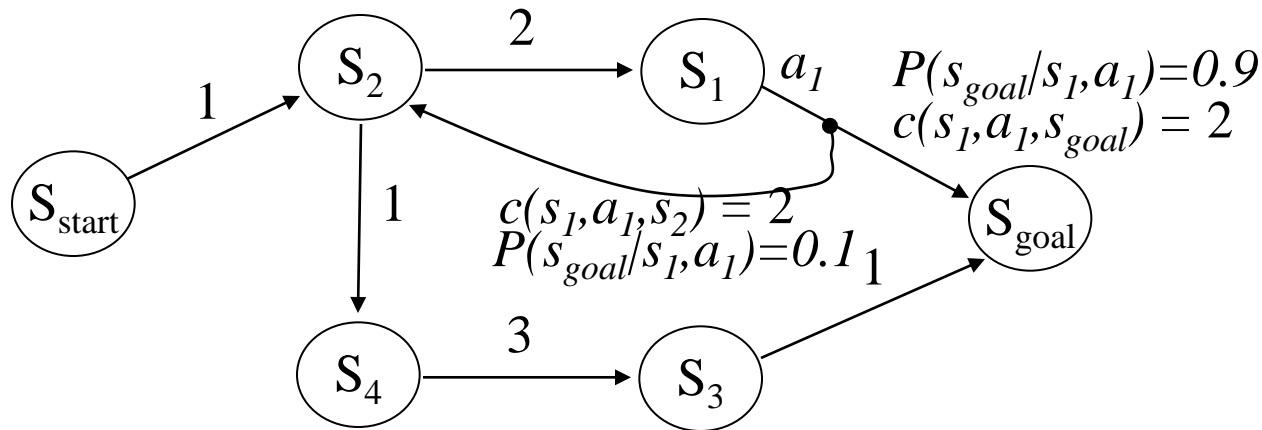 2
S2
S1
a1
P(sgoal/s1,a1)=0.9
c(s1,a1,sgoal) = 2
1
Sstart
1
c(s1,a1,s2) = 2
P(sgoal/s1,a1)=0.1
Sgoal
1
3
S4
S3